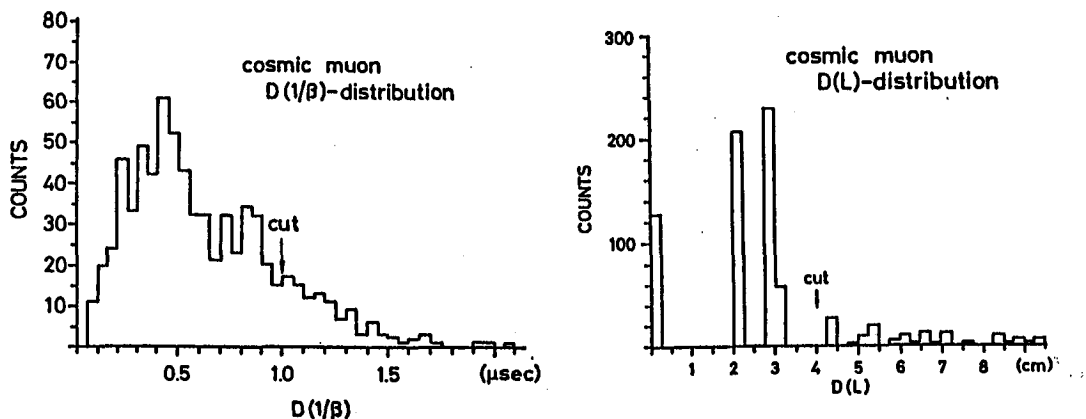 80
70
60
50
40
30
20
10
COUNTS
cosmic muon
D(1/β)-distribution
cut
0.5
1.0
1.5
(μsec)
D(1/β)
300
200
100
COUNTS
cosmic muon
D(L)-distribution
cut
1
2
3
4
5
6
7
8
(cm)
D(L)